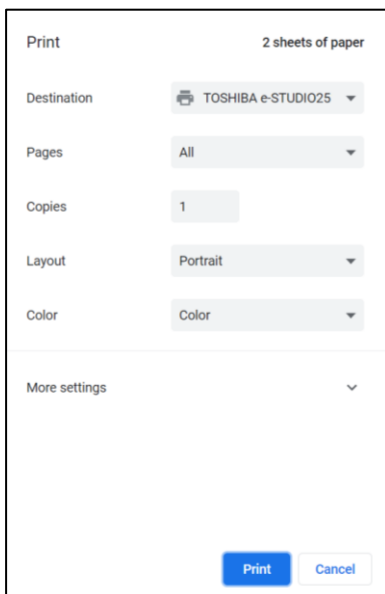 Print 2 sheets of paper
Destination TOSHIBA e-STUDIO25
Pages All
Copies 1
Layout Portrait
Color Color
More settings
Print Cancel